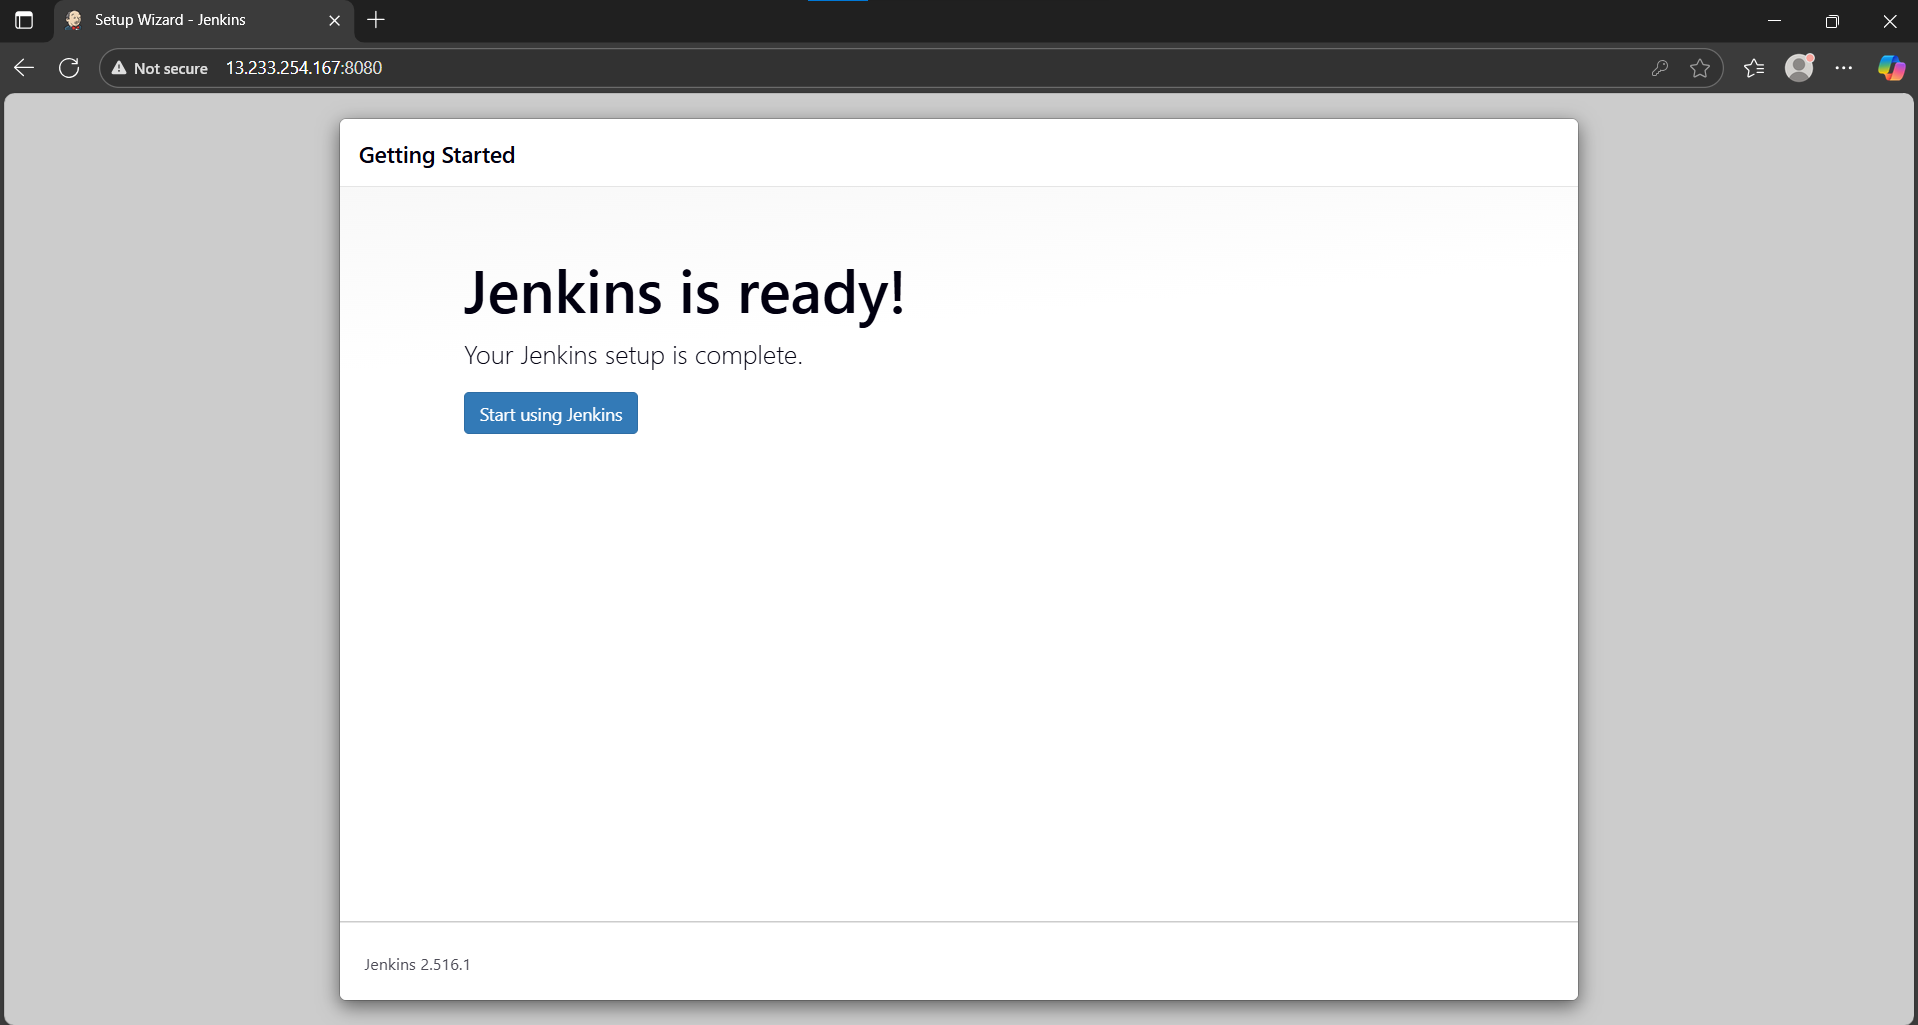 Setup Wizard - Jenkins
Not secure 13.233.254.167:8080
Getting Started
Jenkins is ready!
Your Jenkins setup is complete.
Start using Jenkins
Jenkins 2.516.1